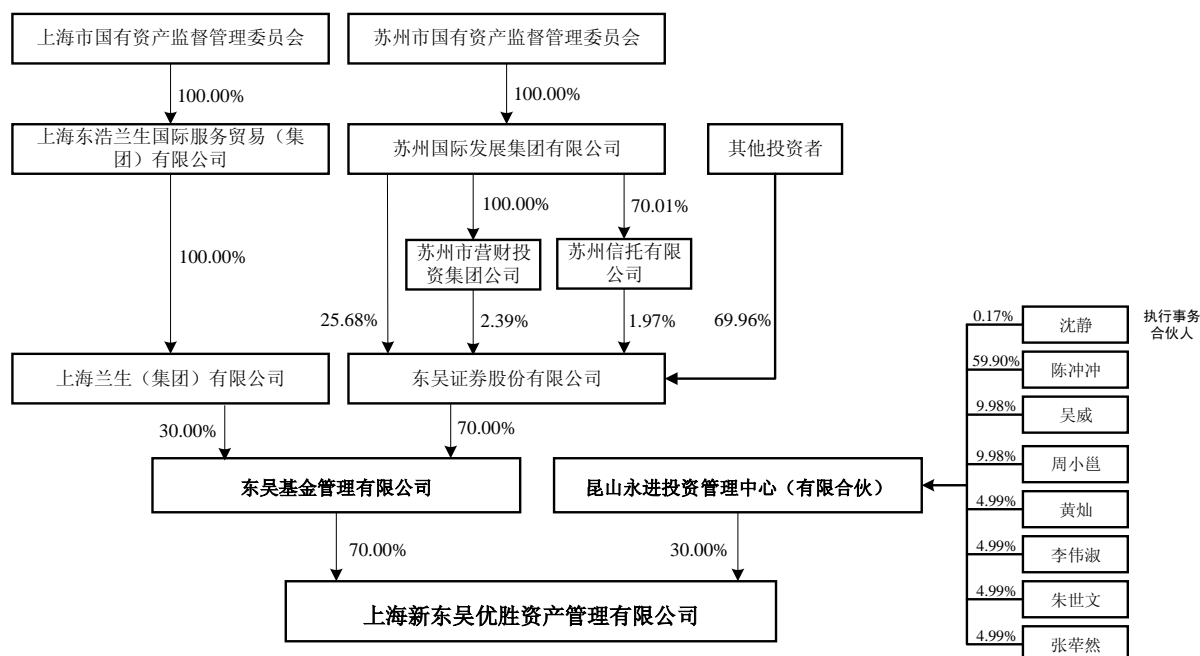 上海市国有资产监督管理委员会
苏州市国有资产监督管理委员会
100.00%
100.00%
上海东浩兰生国际服务贸易（集
团）有限公司
苏州国际发展集团有限公司
其他投资者
100.00%
70.01%
苏州市营财投
资集团公司
苏州信托有限
公司
100.00%
25.68%
2.39%
1.97%
69.96%
上海兰生（集团）有限公司
东吴证券股份有限公司
30.00%
70.00%
东吴基金管理有限公司
昆山永进投资管理中心（有限合伙）
70.00%
30.00%
上海新东吴优胜资产管理有限公司
0.17%
沈静
执行事务
合伙人
59.90%
陈冲冲
9.98%
吴威
9.98%
周小邕
4.99%
黄灿
4.99%
李伟淑
4.99%
朱世文
4.99%
张荦然